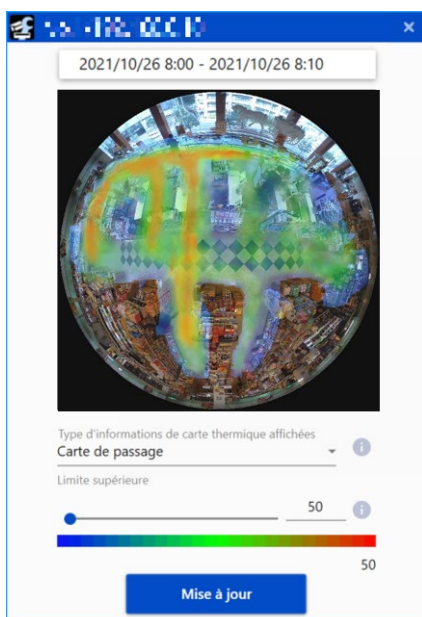 2021/10/26 8:00 - 2021/10/26 8:10
Type d'informations de carte thermique affichées
Carte de passage
Limite supérieure
50
50
Mise à jour